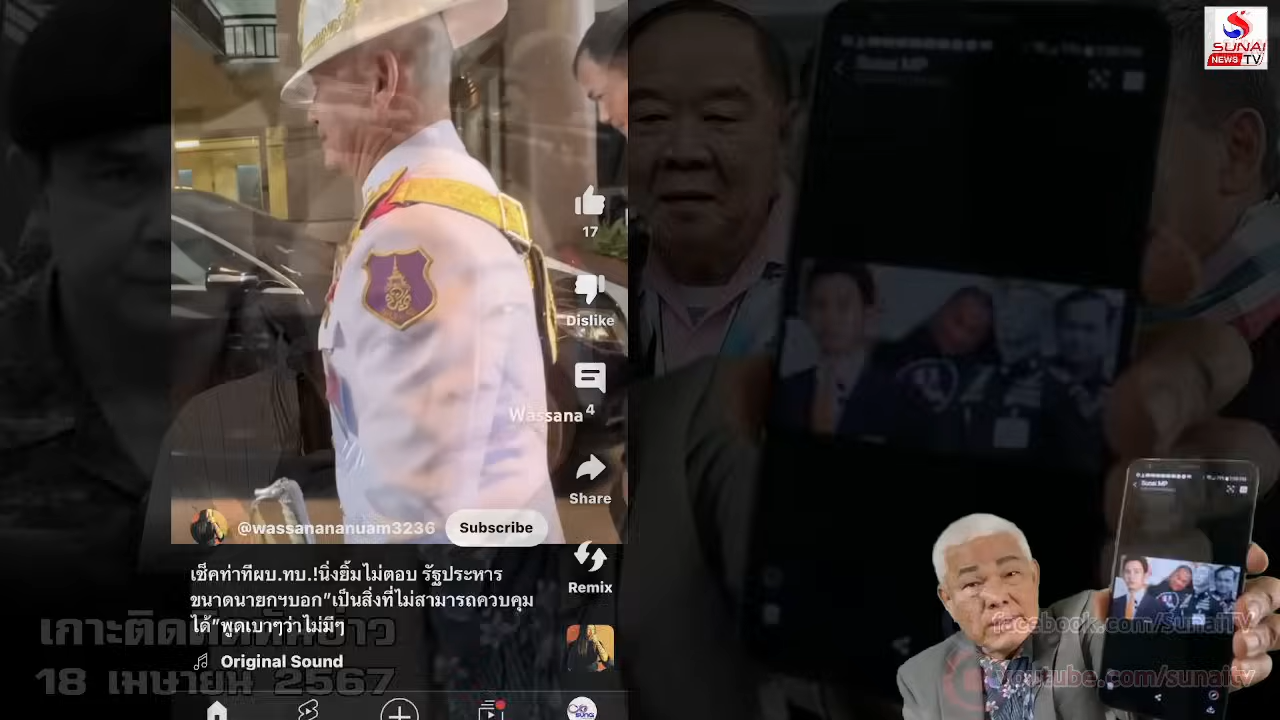 SUNAI
NEWS TV
17
Dislike
Wassana
4
Share
@wassanananuam3236
Subscribe
เช็คท่าทีผบ.ทบ.!นิ่งยิ้มไม่ตอบ รัฐประหาร
ขนาดนายกฯบอก”เป็นสิ่งที่ไม่สามารถควบคุม
ได้”พูดเบาๆว่าไม่มีๆ
Remix
Original Sound
18 เมษายน 2567
Sunai MP
facebook.com/sunaiTV
youtube.com/sunaitv